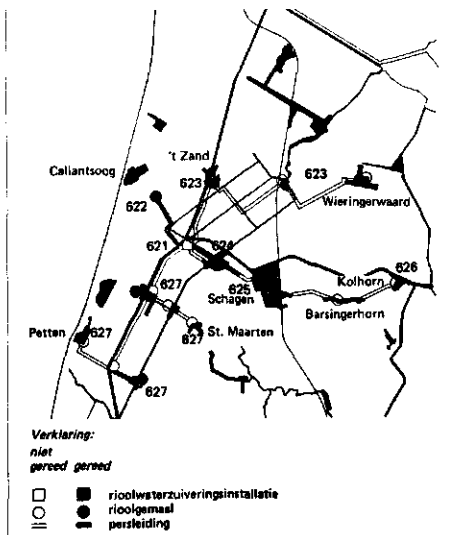 't Zand
Callantsoog
623
623
622
Wieringerwaard
621
624
Kolhorn
626
625
Schagen
627
Barsingerhorn
Petten
627
627
St. Maarten
627
Verklaring:
niet
gereed gereed
rioolwaterzuiveringsinstallatie
rioolgemaal
persleiding